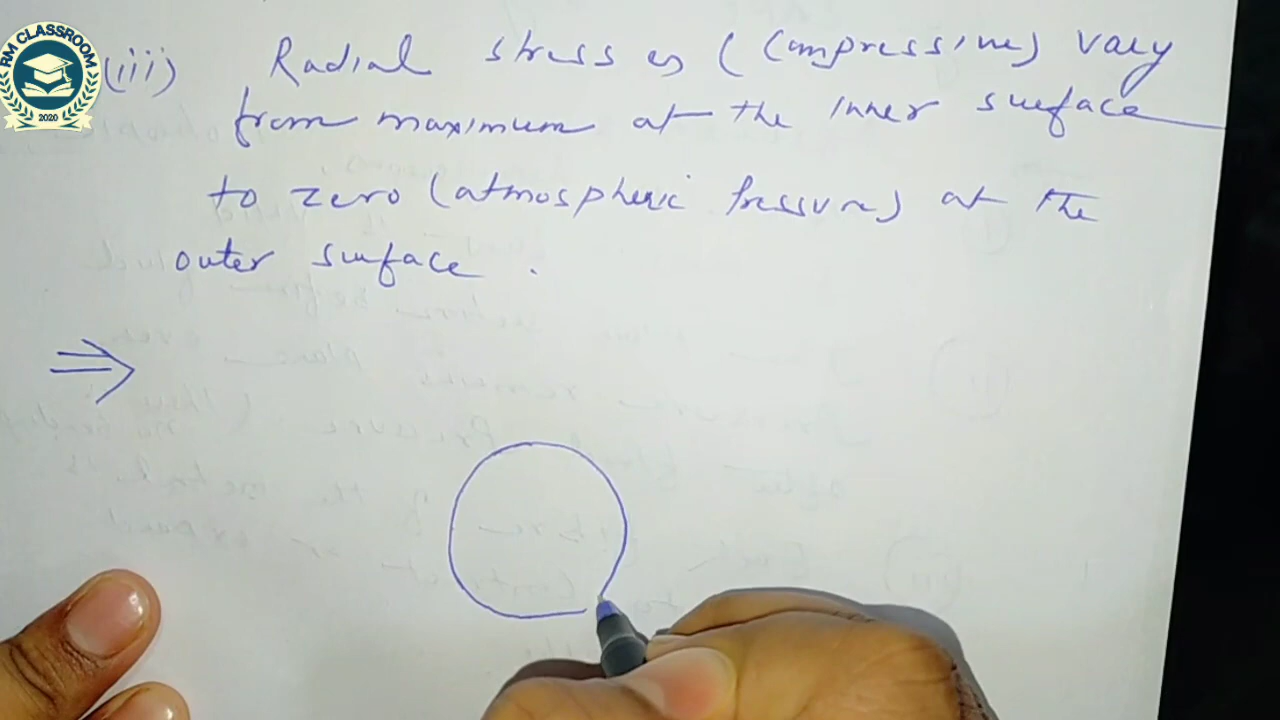 RM CLASSROOM
2020
(iii) Radial stress σ (compressive) vary
from maximum at the inner surface
to zero (atmospheric pressure) at the
outer surface.
⇒